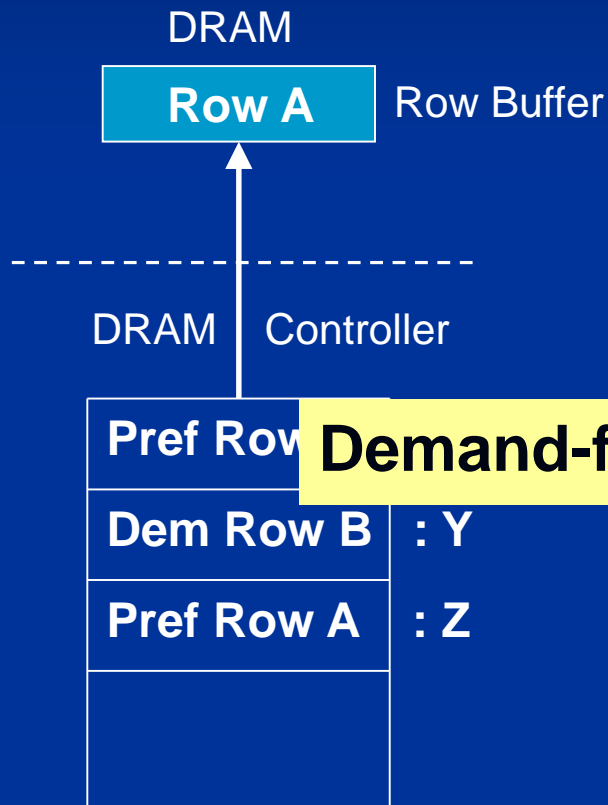 DRAM
Row A Row Buffer
DRAM Controller
Pref Row
Demand-f
Dem Row B : Y
Pref Row A : Z